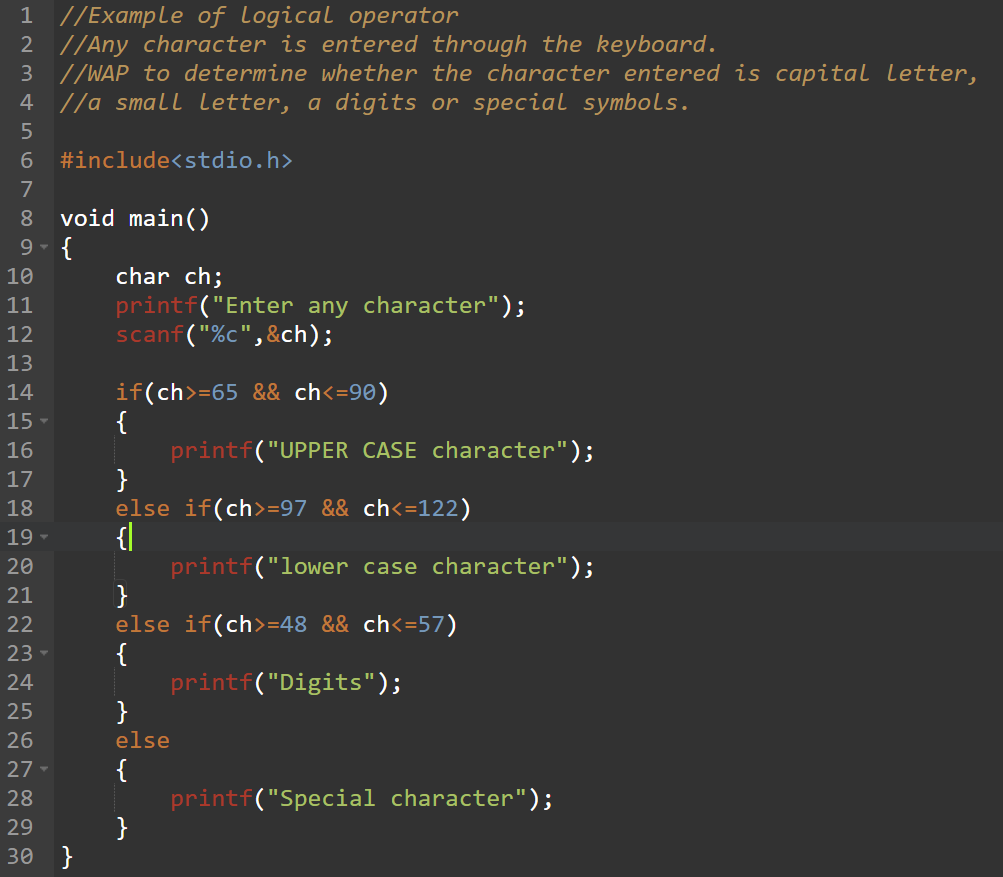 1 //Example of logical operator
2 //Any character is entered through the keyboard.
3 //WAP to determine whether the character entered is capital letter,
4 //a small letter, a digits or special symbols.
5
6 #include<stdio.h>
7
8 void main()
9 {
10     char ch;
11     printf("Enter any character");
12     scanf("%c",&ch);
13
14     if(ch>=65 && ch<=90)
15     {
16         printf("UPPER CASE character");
17     }
18     else if(ch>=97 && ch<=122)
19     {
20         printf("lower case character");
21     }
22     else if(ch>=48 && ch<=57)
23     {
24         printf("Digits");
25     }
26     else
27     {
28         printf("Special character");
29     }
30 }